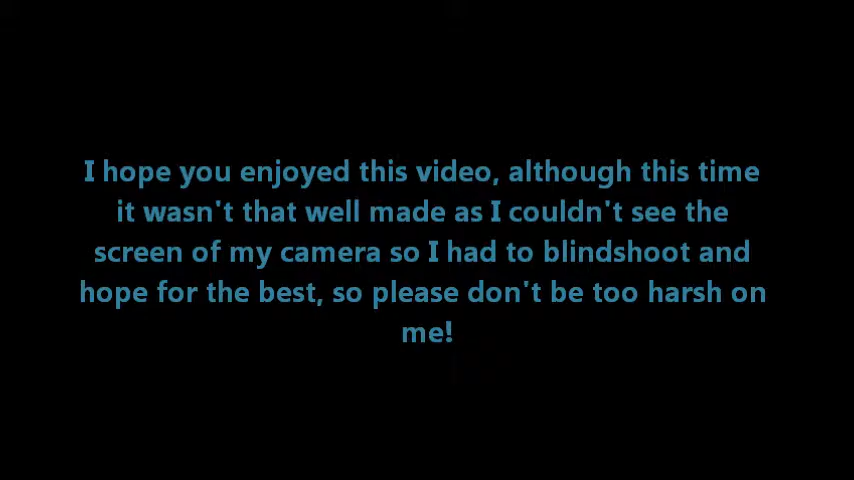 I hope you enjoyed this video, although this time
it wasn't that well made as I couldn't see the
screen of my camera so I had to blindshoot and
hope for the best, so please don't be too harsh on
me!